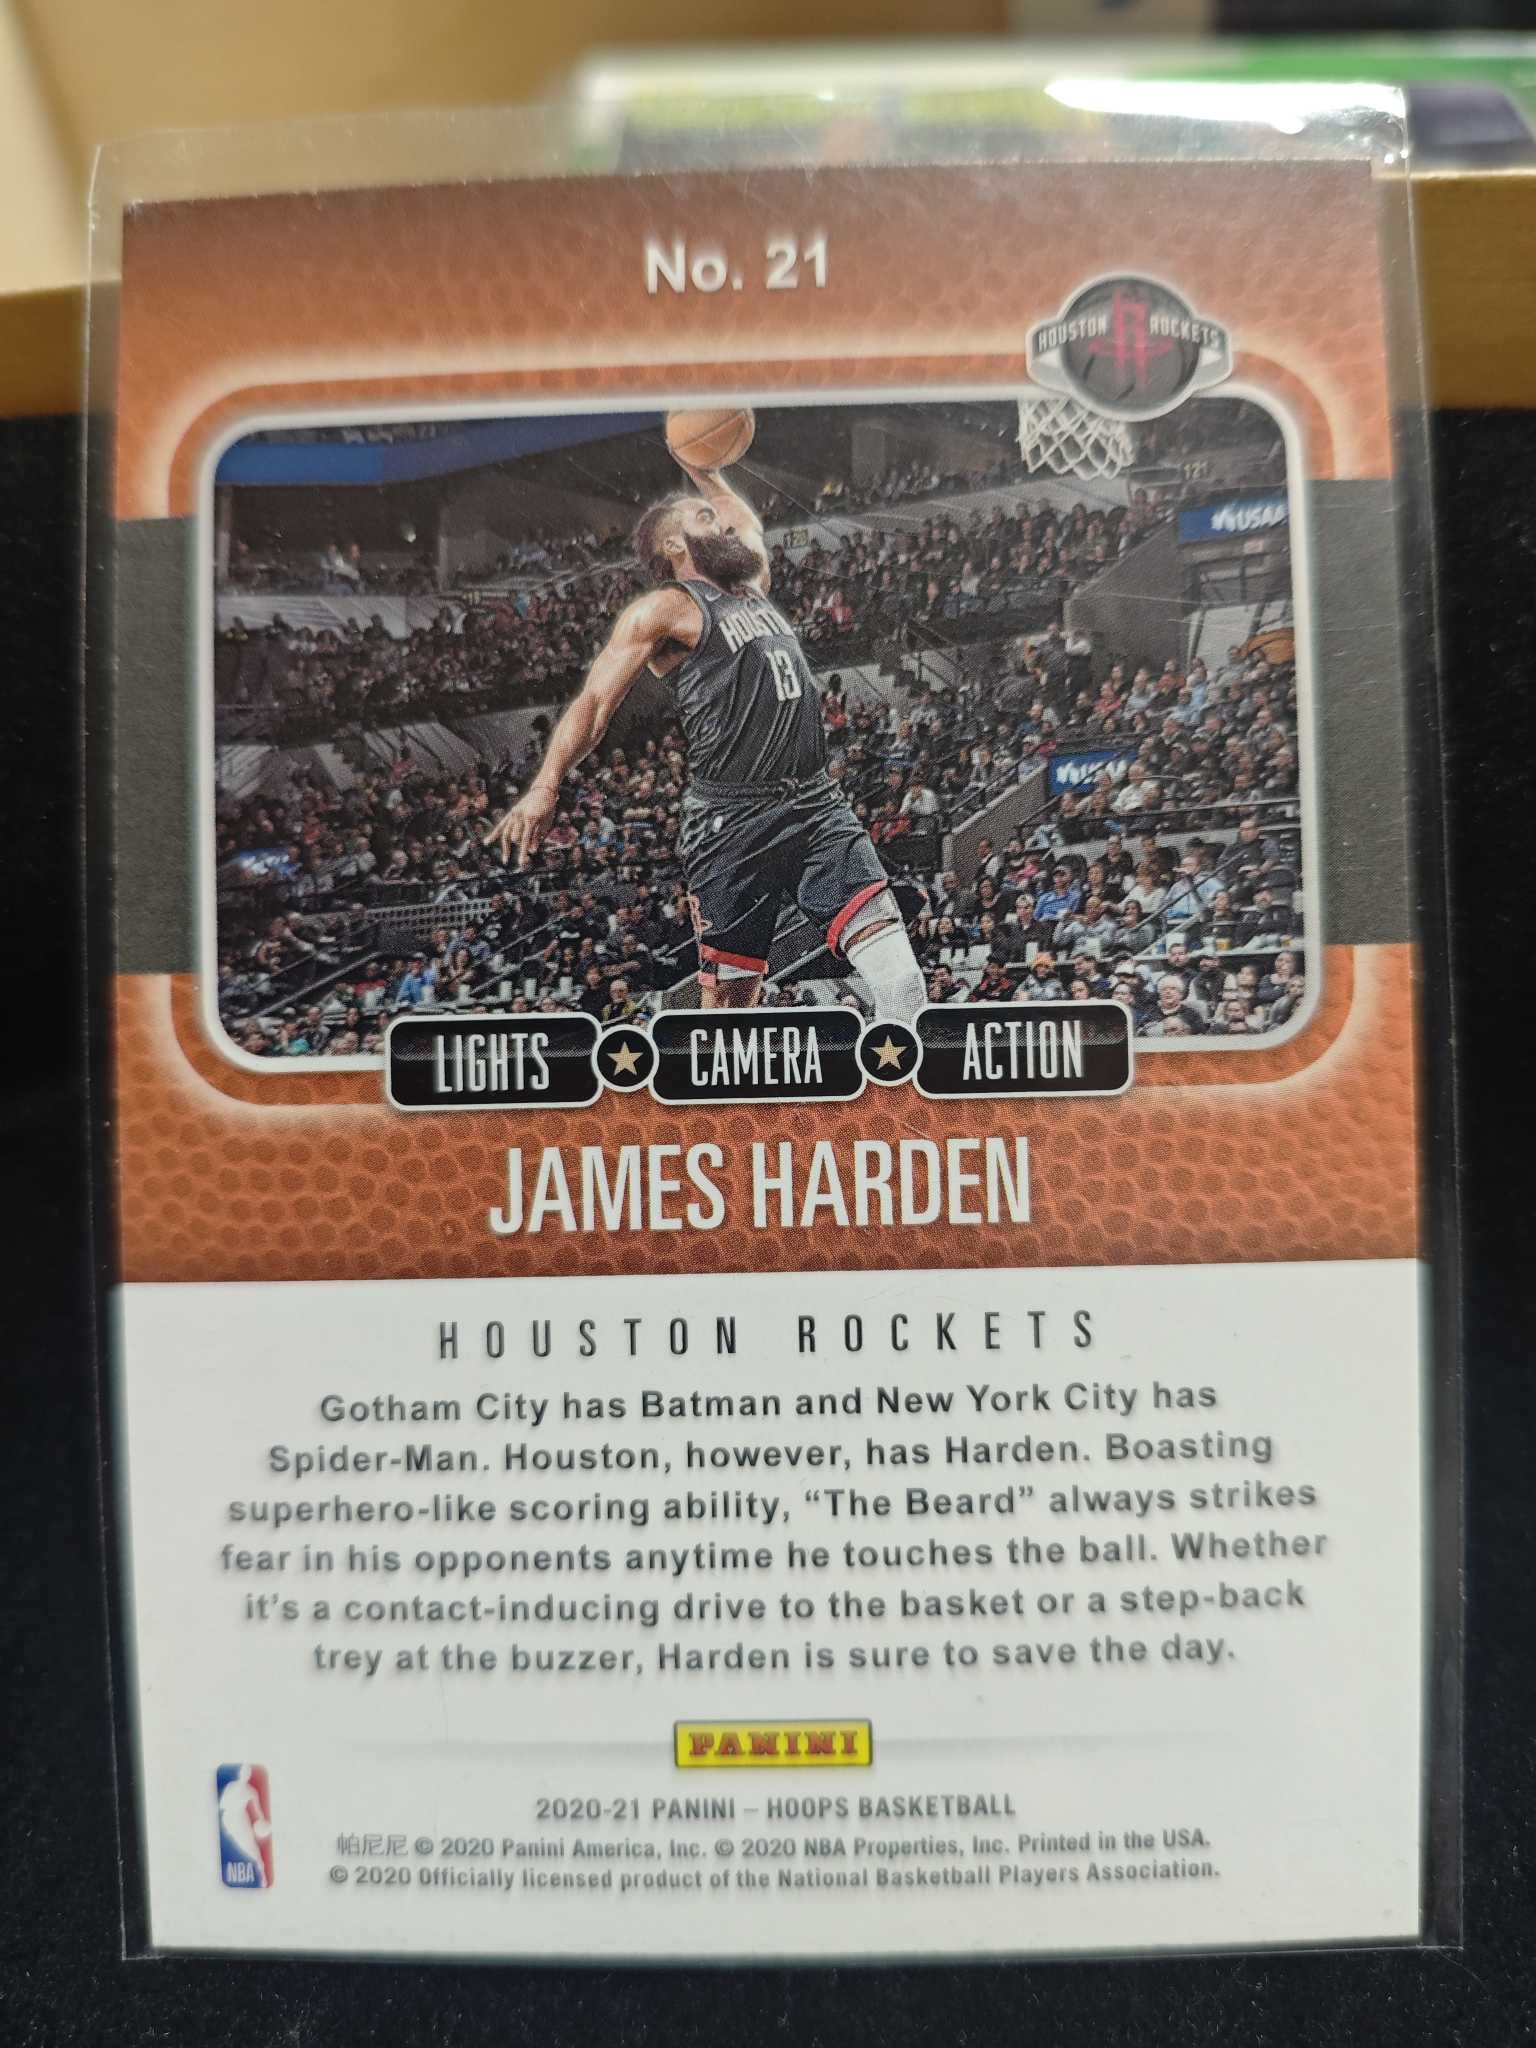 No. 21
HOUSTON ROCKETS
121
USAA
120
HOUSTON
13
LIGHTS CAMERA ACTION
JAMES HARDEN
HOUSTON ROCKETS
Gotham City has Batman and New York City has
Spider-Man. Houston, however, has Harden. Boasting
superhero-like scoring ability, “The Beard” always strikes
fear in his opponents anytime he touches the ball. Whether
it’s a contact-inducing drive to the basket or a step-back
trey at the buzzer, Harden is sure to save the day.
PANINI
2020-21 PANINI – HOOPS BASKETBALL
帕尼尼 © 2020 Panini America, Inc. © 2020 NBA Properties, Inc. Printed in the USA.
© 2020 Officially licensed product of the National Basketball Players Association.
NBA